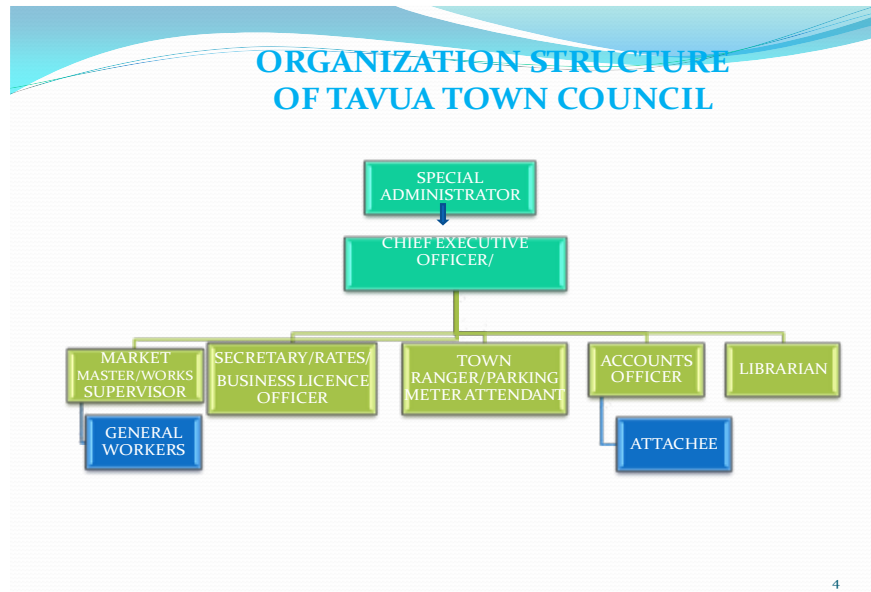 ORGANIZATION STRUCTURE
OF TAVUA TOWN COUNCIL
SPECIAL
ADMINISTRATOR
CHIEF EXECUTIVE
OFFICER/
MARKET
MASTER/WORKS
SUPERVISOR
SECRETARY/RATES/
BUSINESS LICENCE
OFFICER
TOWN
RANGER/PARKING
METER ATTENDANT
ACCOUNTS
OFFICER
LIBRARIAN
GENERAL
WORKERS
ATTACHEE
4